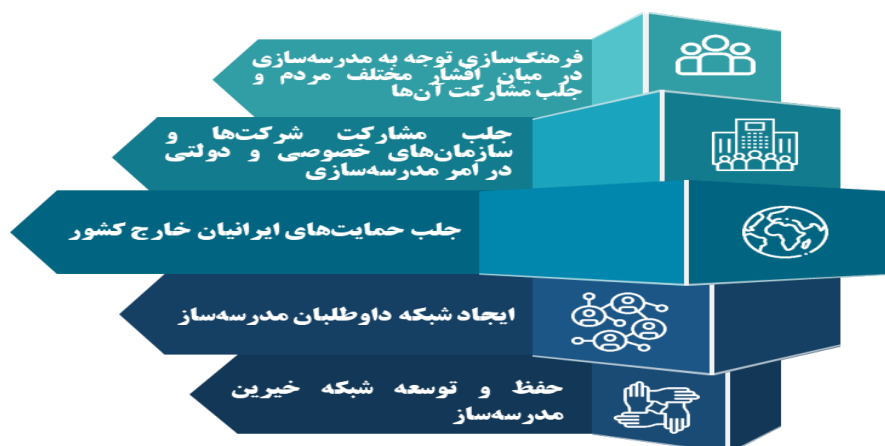 فرهنگ‌سازی توجه به مدرسه‌سازی
در میان اقشار مختلف مردم و
جلب مشارکت آن‌ها
جلب مشارکت شرکت‌ها و
سازمان‌های خصوصی و دولتی
در امر مدرسه‌سازی
جلب حمایت‌های ایرانیان خارج کشور
ایجاد شبکه داوطلبان مدرسه‌ساز
حفظ و توسعه شبکه خیرین
مدرسه‌ساز